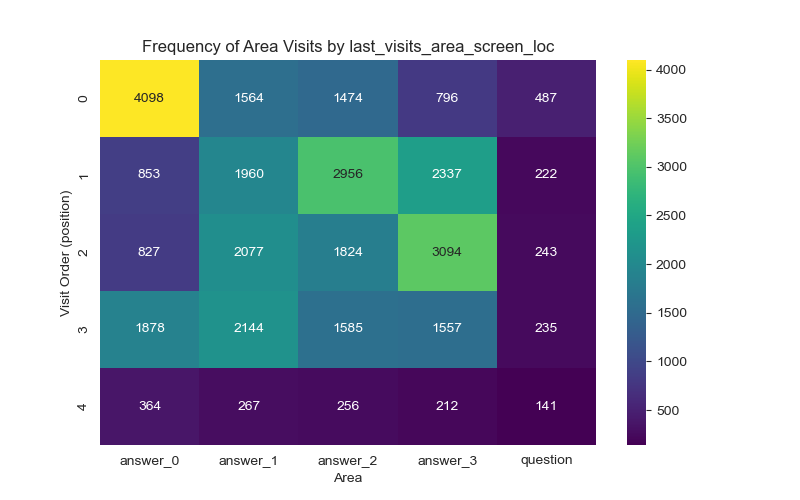 Frequency of Area Visits by last_visits_area_screen_loc
Visit Order (position)
0 4098 1564 1474 796 487
1 853 1960 2956 2337 222
2 827 2077 1824 3094 243
3 1878 2144 1585 1557 235
4 364 267 256 212 141
answer_0 answer_1 answer_2 answer_3 question
Area
4000
3500
3000
2500
2000
1500
1000
500